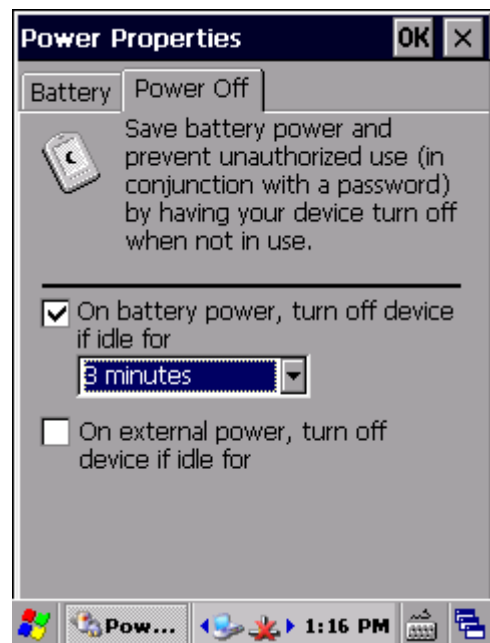 Power Properties OK ×
Battery Power Off
Save battery power and
prevent unauthorized use (in
conjunction with a password)
by having your device turn off
when not in use.
On battery power, turn off device
if idle for
3 minutes
On external power, turn off
device if idle for
Pow... 1:16 PM